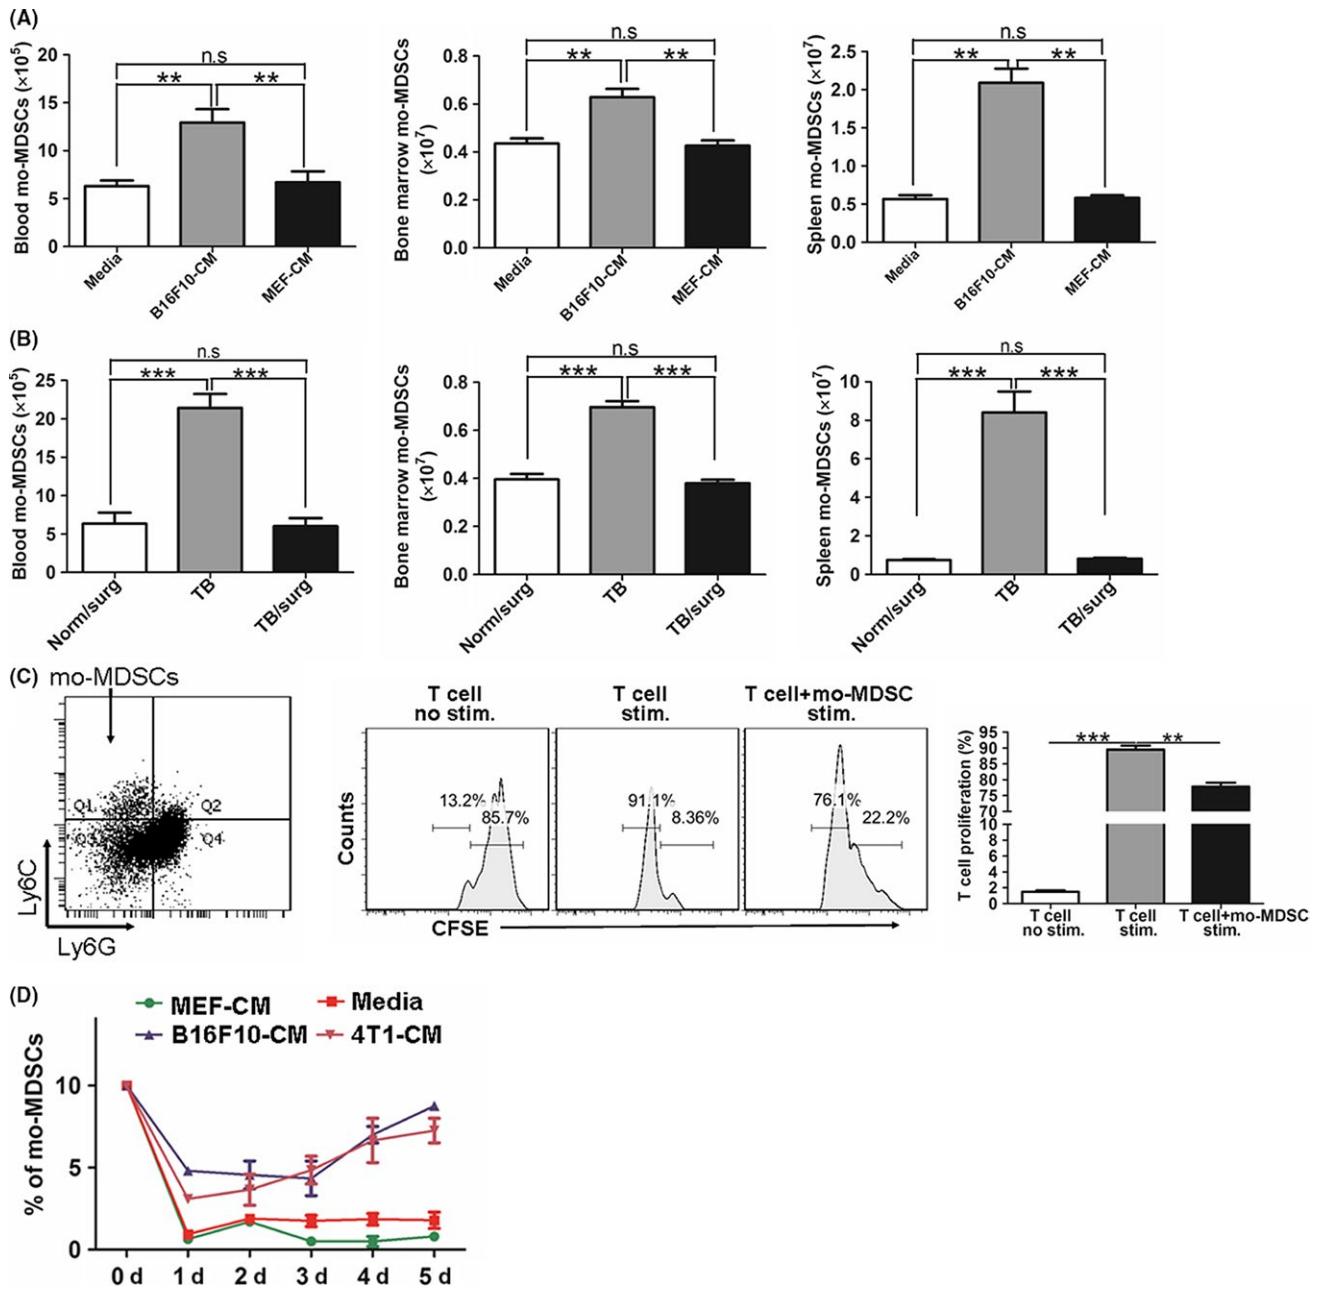 (A)
Blood mo-MDSCs (×10⁵)
20
15
10
5
0
n.s
** **
Media
B16F10-CM
MEF-CM
Bone marrow mo-MDSCs
(×10⁷)
0.8
0.6
0.4
0.2
0.0
n.s
** **
Media
B16F10-CM
MEF-CM
Spleen mo-MDSCs (×10⁷)
2.5
2.0
1.5
1.0
0.5
0.0
n.s
** **
Media
B16F10-CM
MEF-CM
(B)
Blood mo-MDSCs (×10⁵)
25
20
15
10
5
0
n.s
*** ***
Norm/surg
TB
TB/surg
Bone marrow mo-MDSCs
(×10⁷)
0.8
0.6
0.4
0.2
0.0
n.s
*** ***
Norm/surg
TB
TB/surg
Spleen mo-MDSCs (×10⁷)
10
8
6
4
2
0
n.s
*** ***
Norm/surg
TB
TB/surg
(C)
mo-MDSCs
Q1 Q2
Q3 Q4
Ly6C
Ly6G
T cell
no stim.
T cell
stim.
T cell+mo-MDSC
stim.
Counts
13.2%
85.7%
91.1%
8.36%
76.1%
22.2%
CFSE
T cell proliferation (%)
95
90
85
80
75
70
10
8
6
4
2
0
*** **
T cell
no stim.
T cell
stim.
T cell+mo-MDSC
stim.
(D)
MEF-CM Media
B16F10-CM 4T1-CM
% of mo-MDSCs
10
5
0
0 d 1 d 2 d 3 d 4 d 5 d